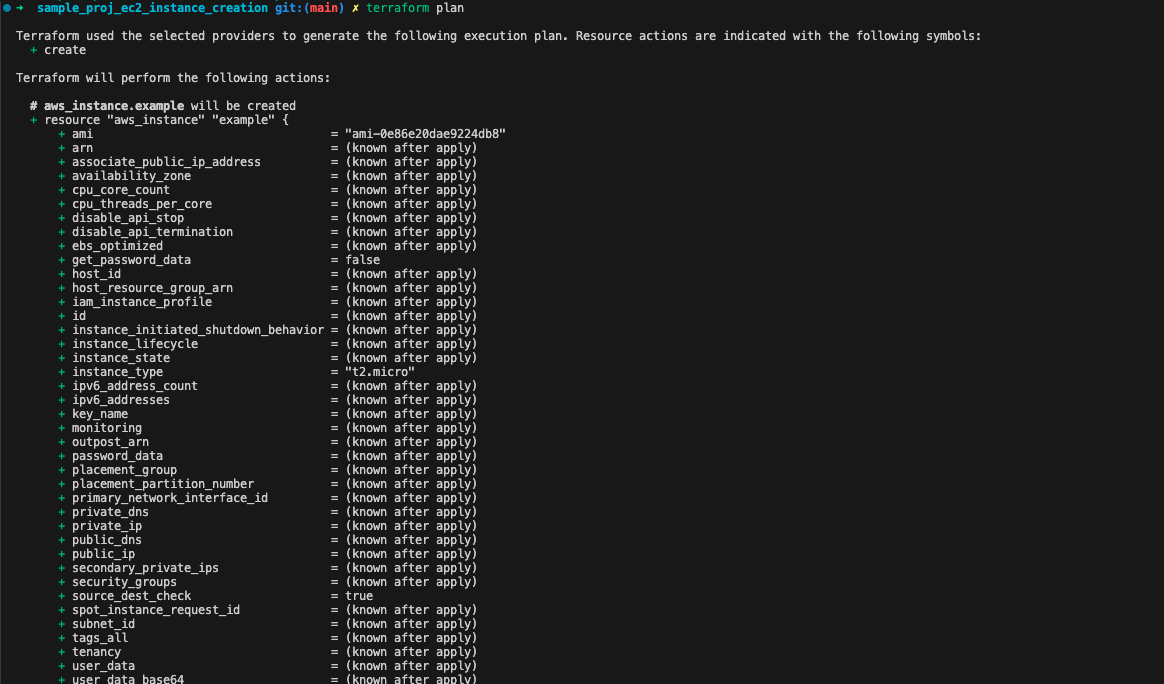 ➜ sample_proj_ec2_instance_creation git:(main) ✗ terraform plan
Terraform used the selected providers to generate the following execution plan. Resource actions are indicated with the following symbols:
+ create
Terraform will perform the following actions:
# aws_instance.example will be created
+ resource "aws_instance" "example" {
+ ami = "ami-0e86e20dae9224db8"
+ arn = (known after apply)
+ associate_public_ip_address = (known after apply)
+ availability_zone = (known after apply)
+ cpu_core_count = (known after apply)
+ cpu_threads_per_core = (known after apply)
+ disable_api_stop = (known after apply)
+ disable_api_termination = (known after apply)
+ ebs_optimized = (known after apply)
+ get_password_data = false
+ host_id = (known after apply)
+ host_resource_group_arn = (known after apply)
+ iam_instance_profile = (known after apply)
+ id = (known after apply)
+ instance_initiated_shutdown_behavior = (known after apply)
+ instance_lifecycle = (known after apply)
+ instance_state = (known after apply)
+ instance_type = "t2.micro"
+ ipv6_address_count = (known after apply)
+ ipv6_addresses = (known after apply)
+ key_name = (known after apply)
+ monitoring = (known after apply)
+ outpost_arn = (known after apply)
+ password_data = (known after apply)
+ placement_group = (known after apply)
+ placement_partition_number = (known after apply)
+ primary_network_interface_id = (known after apply)
+ private_dns = (known after apply)
+ private_ip = (known after apply)
+ public_dns = (known after apply)
+ public_ip = (known after apply)
+ secondary_private_ips = (known after apply)
+ security_groups = (known after apply)
+ source_dest_check = true
+ spot_instance_request_id = (known after apply)
+ subnet_id = (known after apply)
+ tags_all = (known after apply)
+ tenancy = (known after apply)
+ user_data = (known after apply)
+ user_data_base64 = (known after apply)